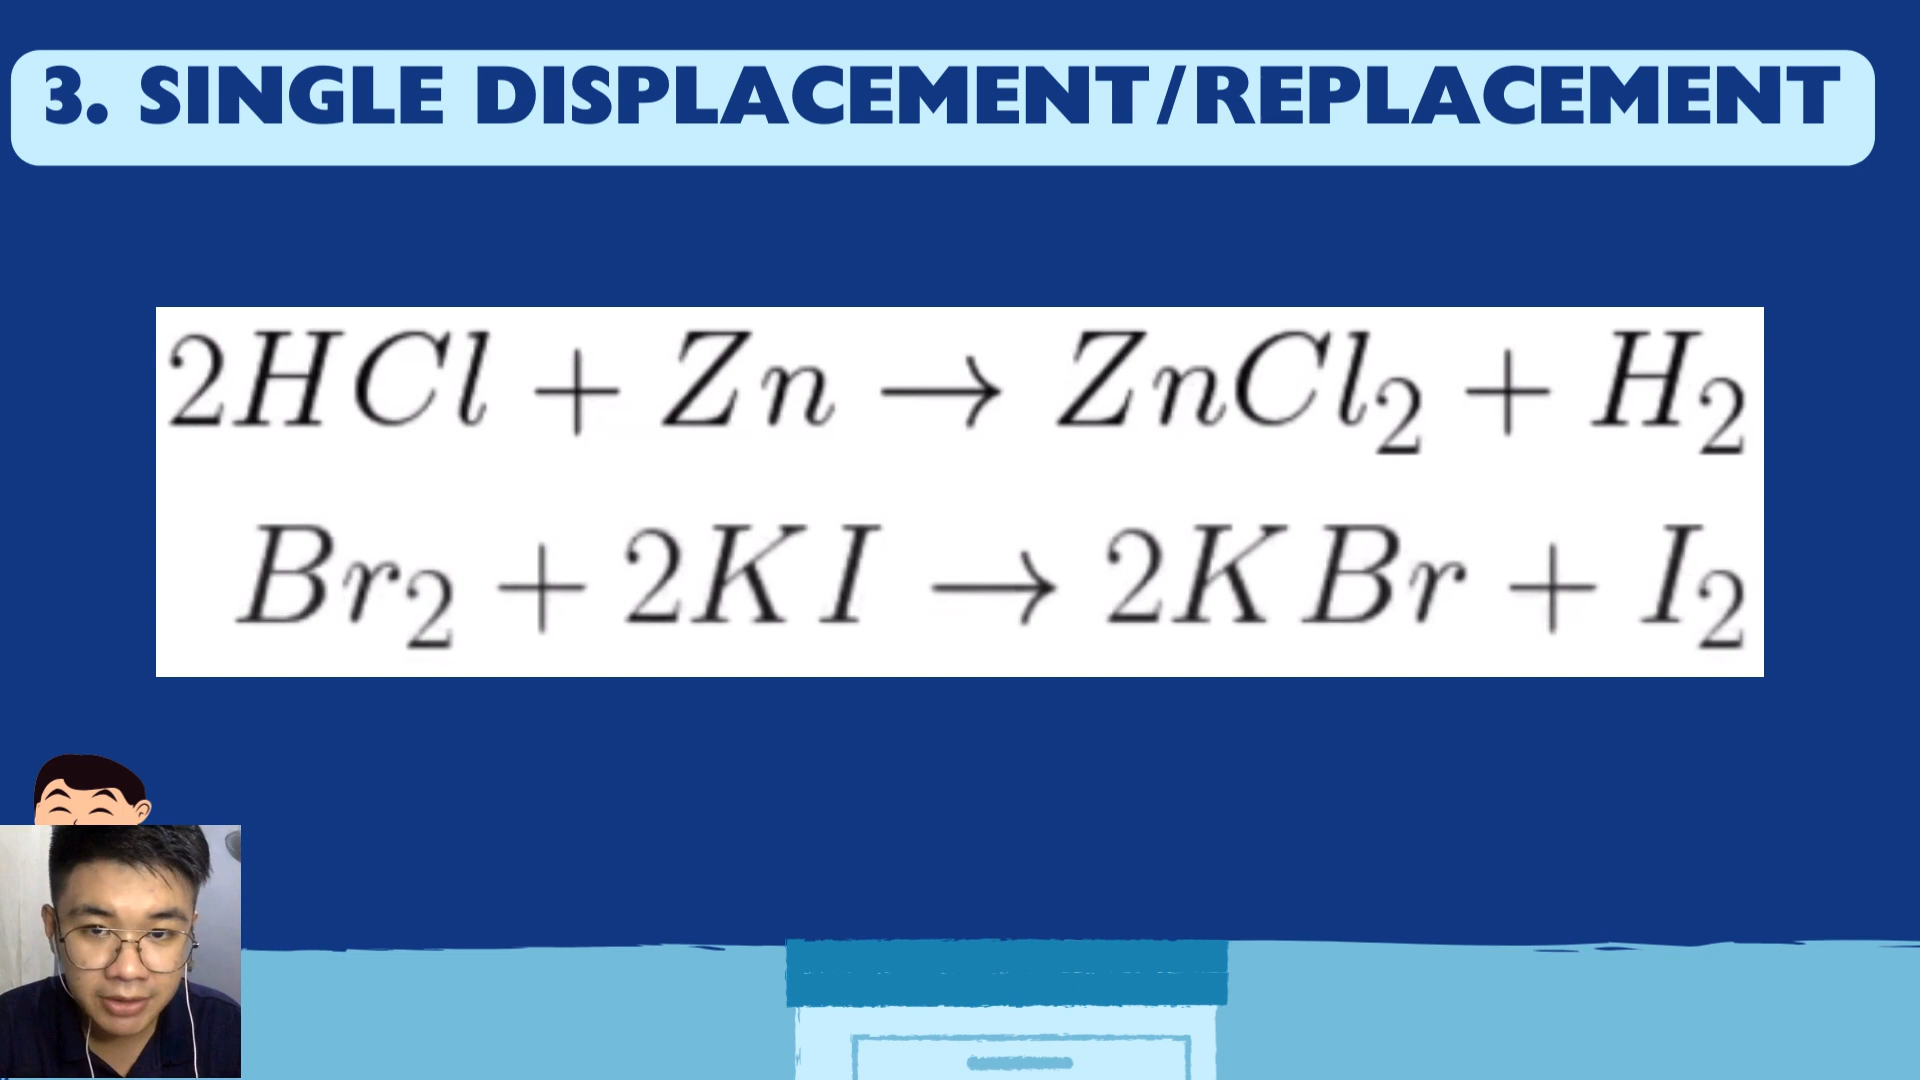 3. SINGLE DISPLACEMENT/REPLACEMENT
2HCl + Zn → ZnCl₂ + H₂
Br₂ + 2KI → 2KBr + I₂